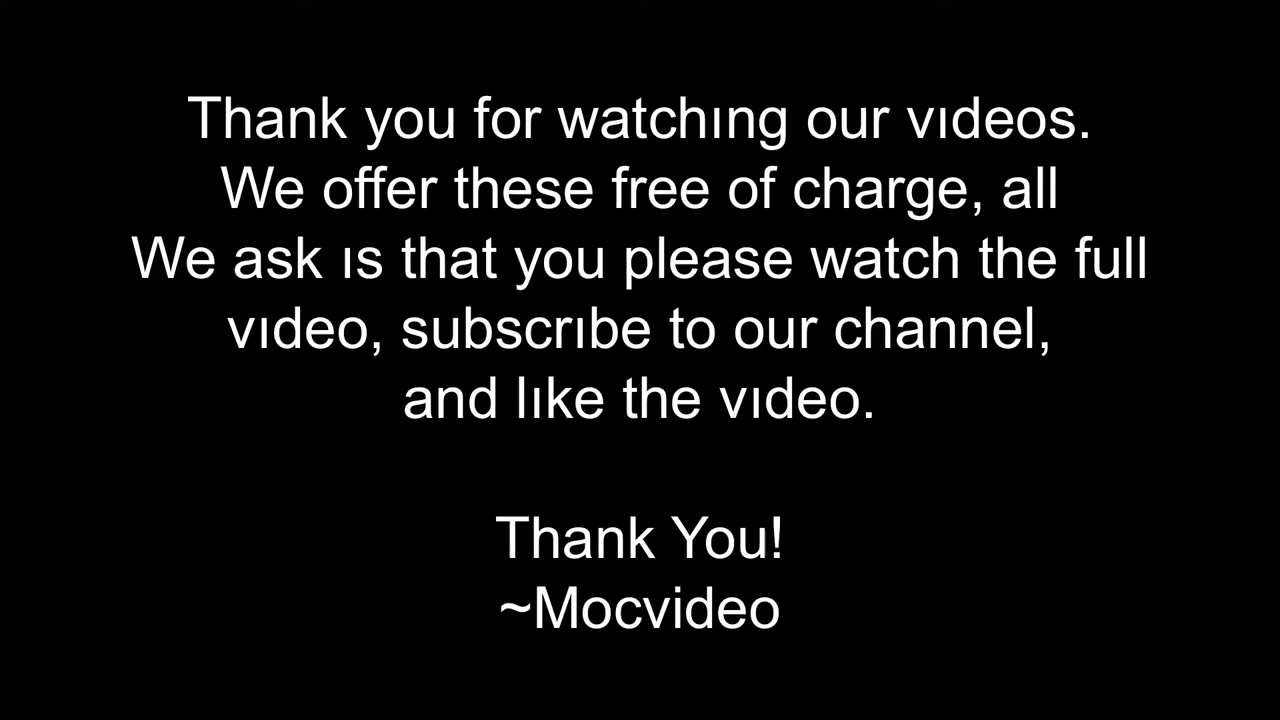 Thank you for watchıng our vıdeos.
We offer these free of charge, all
We ask ıs that you please watch the full
vıdeo, subscrıbe to our channel,
and lıke the vıdeo.
Thank You!
~Mocvideo